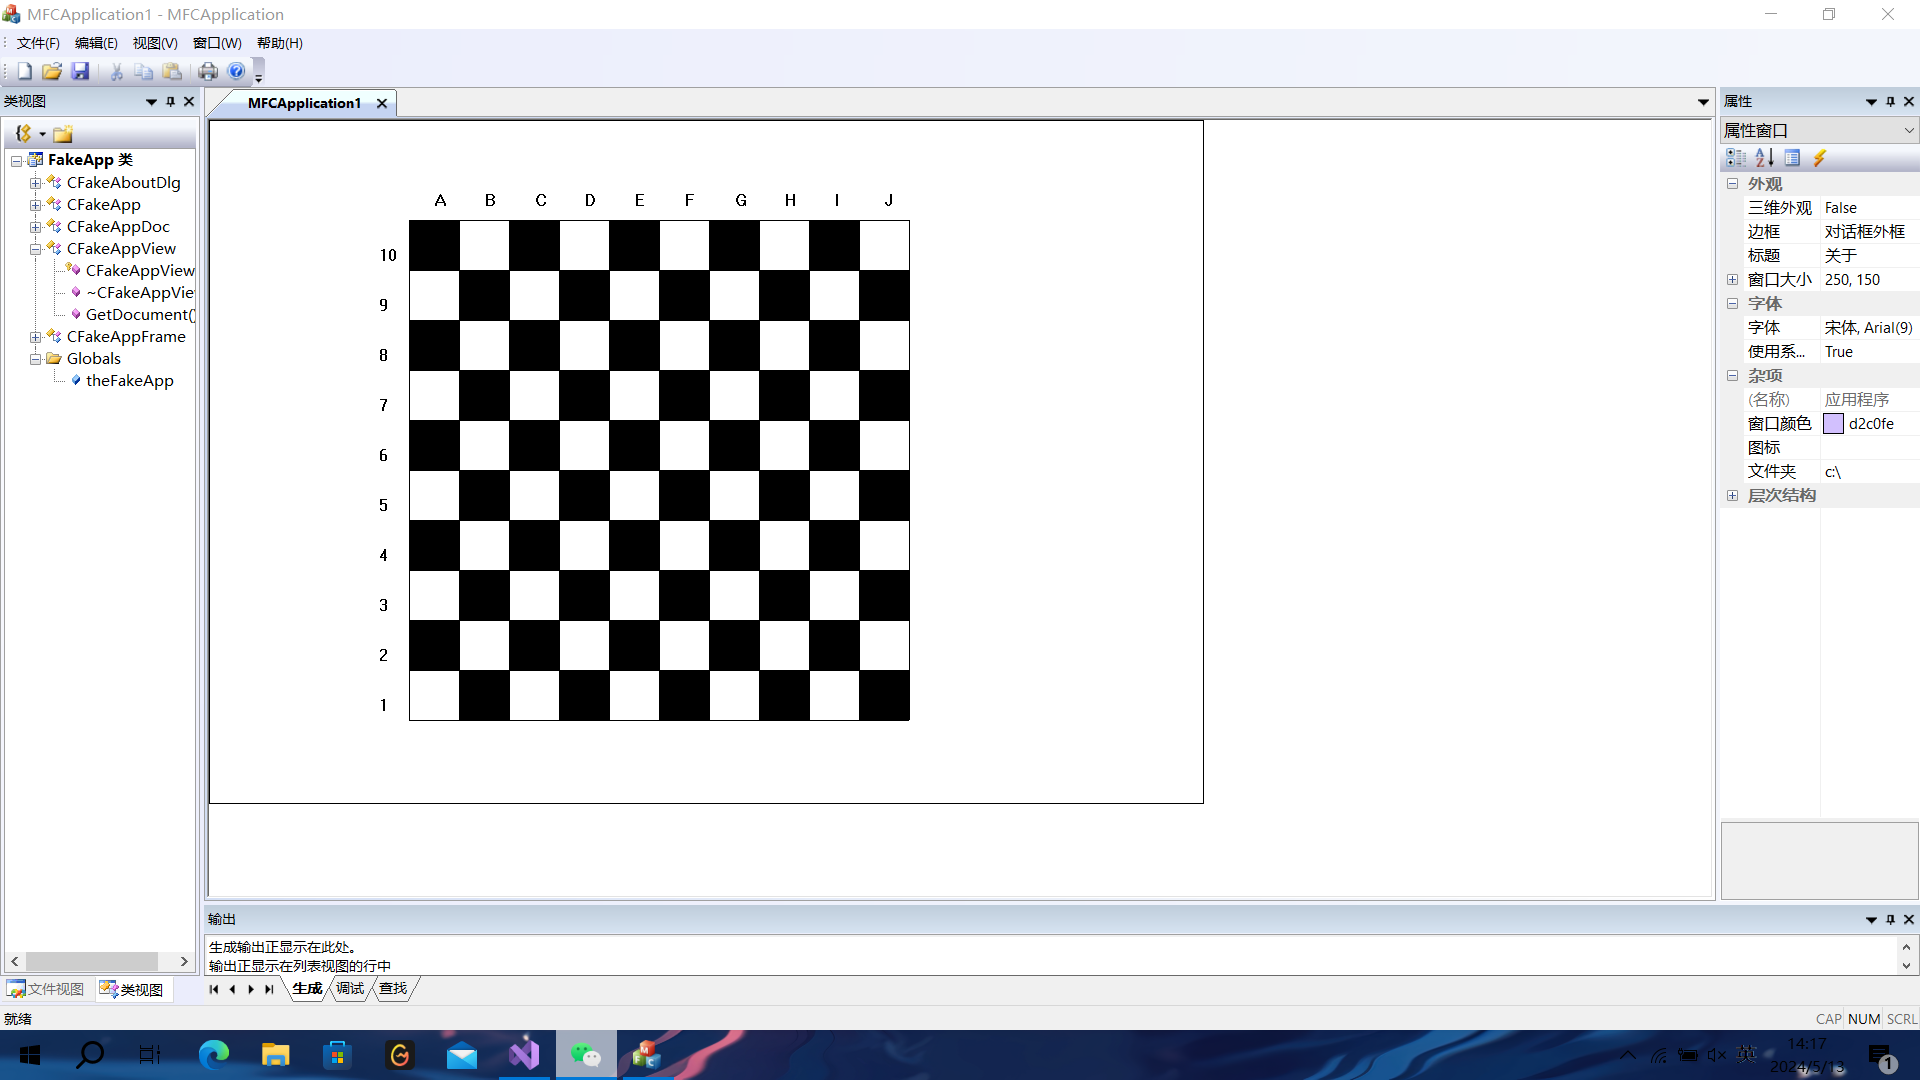 MFCApplication1 - MFCApplication
文件(F) 编辑(E) 视图(V) 窗口(W) 帮助(H)
类视图
FakeApp 类
CFakeAboutDlg
CFakeApp
CFakeAppDoc
CFakeAppView
CFakeAppView
~CFakeAppVie
GetDocument()
CFakeAppFrame
Globals
theFakeApp
文件视图 类视图
MFCApplication1
A B C D E F G H I J
10
9
8
7
6
5
4
3
2
1
属性
属性窗口
外观
三维外观 False
边框 对话框外框
标题 关于
窗口大小 250, 150
字体
字体 宋体, Arial(9)
使用系... True
杂项
(名称) 应用程序
窗口颜色 d2c0fe
图标
文件夹 c:\
层次结构
输出
生成输出正显示在此处。
输出正显示在列表视图的行中
生成 调试 查找
就绪
CAP NUM SCRL
英
14:17
2024/5/13
1